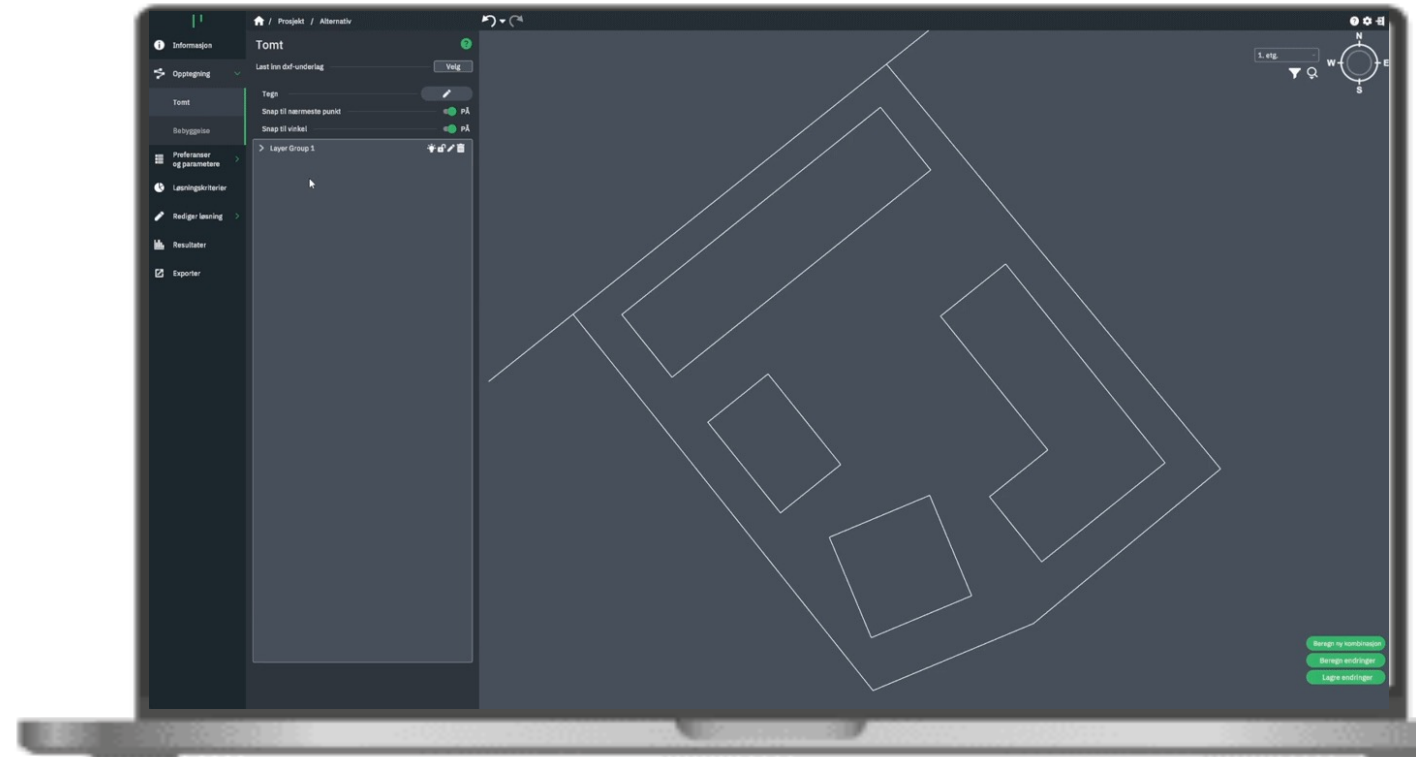 / Prosjekt / Alternativ
Informasjon
Opptegning
Tomt
Bebyggelse
Preferanser
og parametere
Løsningskriterier
Rediger løsning
Resultater
Exporter
Tomt
Last inn dxf-underlag
Velg
Tegn
Snap til nærmeste punkt
PÅ
Snap til vinkel
PÅ
> Layer Group 1
1. etg.
N
W
E
S
Beregn ny kombinasjon
Beregn endringer
Lagre endringer